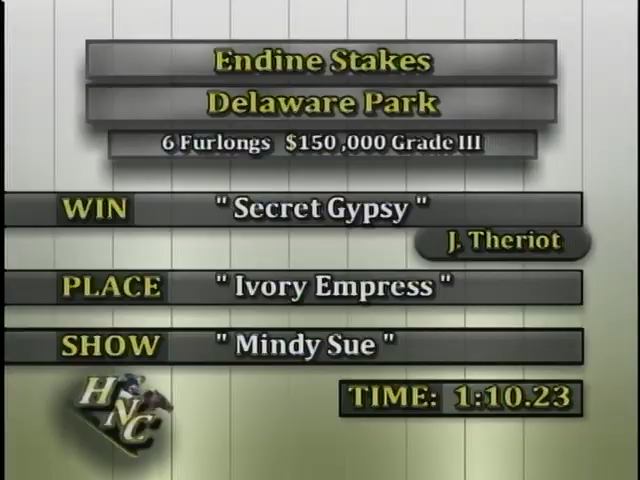 Endine Stakes
Delaware Park
6 Furlongs $150,000 Grade III
WIN " Secret Gypsy "
J. Theriot
PLACE " Ivory Empress "
SHOW " Mindy Sue "
HNC
TIME: 1:10.23